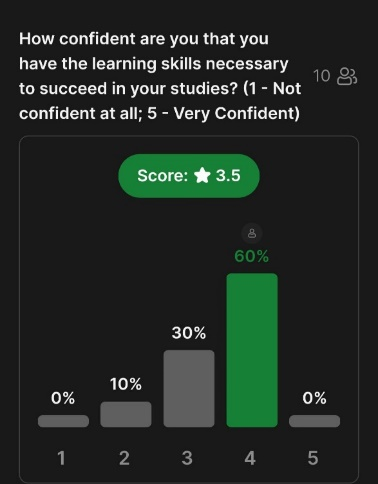 How confident are you that you
have the learning skills necessary
to succeed in your studies? (1 - Not
confident at all; 5 - Very Confident)
10
Score: ★ 3.5
60%
30%
10%
0%
0%
1 2 3 4 5